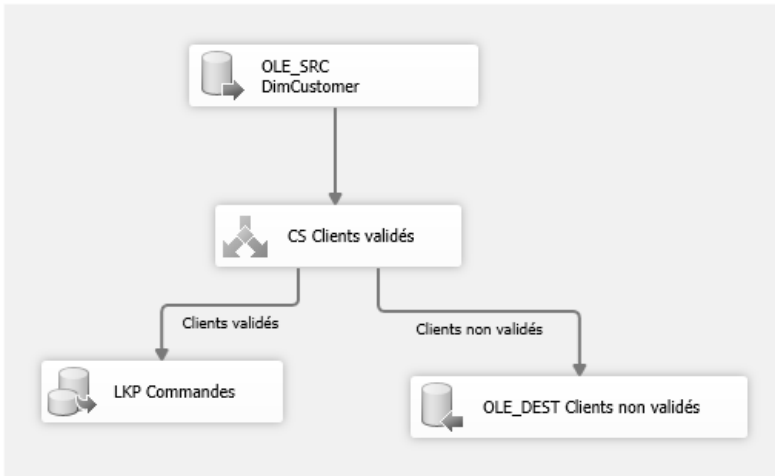 OLE_SRC
DimCustomer
CS Clients validés
Clients validés
Clients non validés
LKP Commandes
OLE_DEST Clients non validés